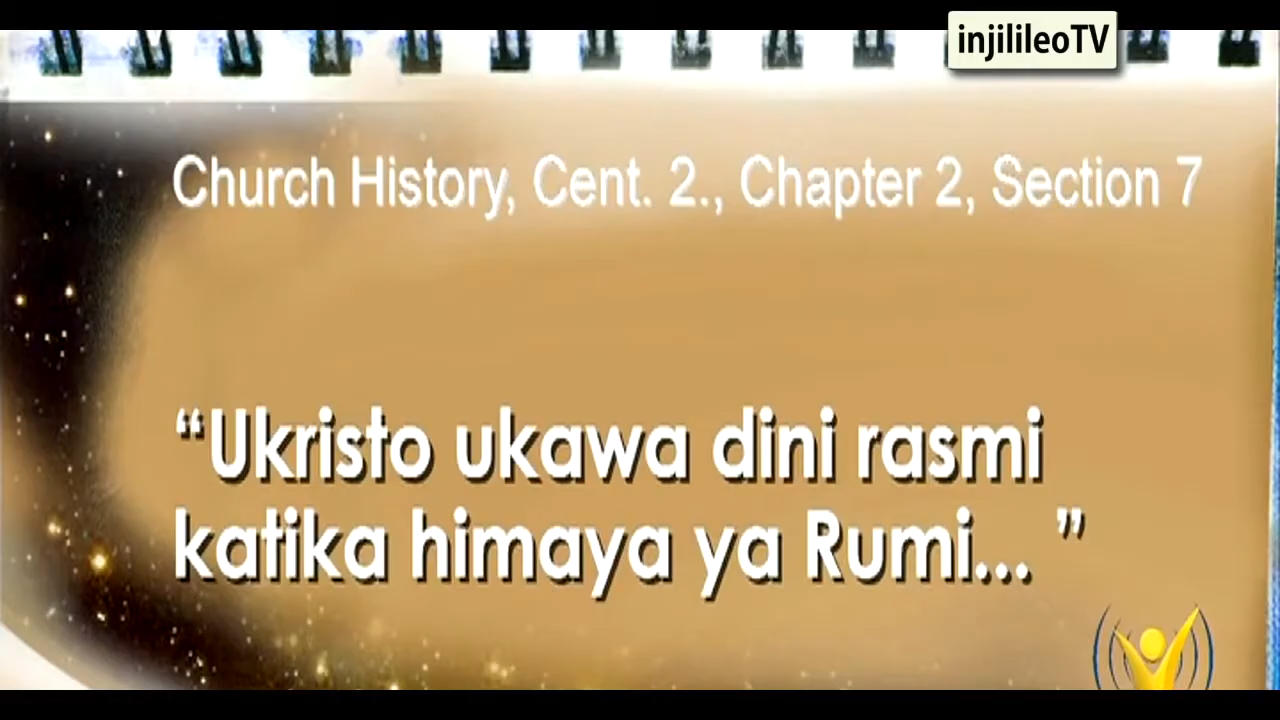 injilileoTV
Church History, Cent. 2., Chapter 2, Section 7
“Ukristo ukawa dini rasmi
katika himaya ya Rumi... ”